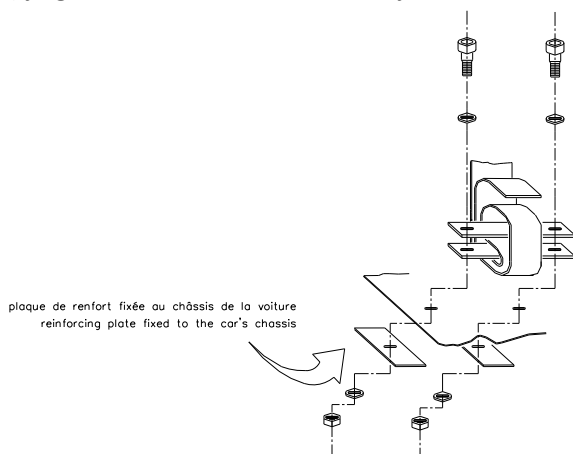 plaque de renfort fixée au châssis de la voiture
reinforcing plate fixed to the car's chassis